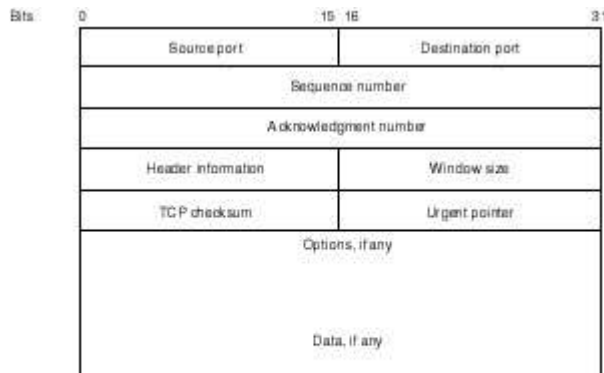 Bits 0 15 16 31
Source port Destination port
Sequence number
Acknowledgment number
Header information Window size
TCP checksum Urgent pointer
Options, if any
Data, if any